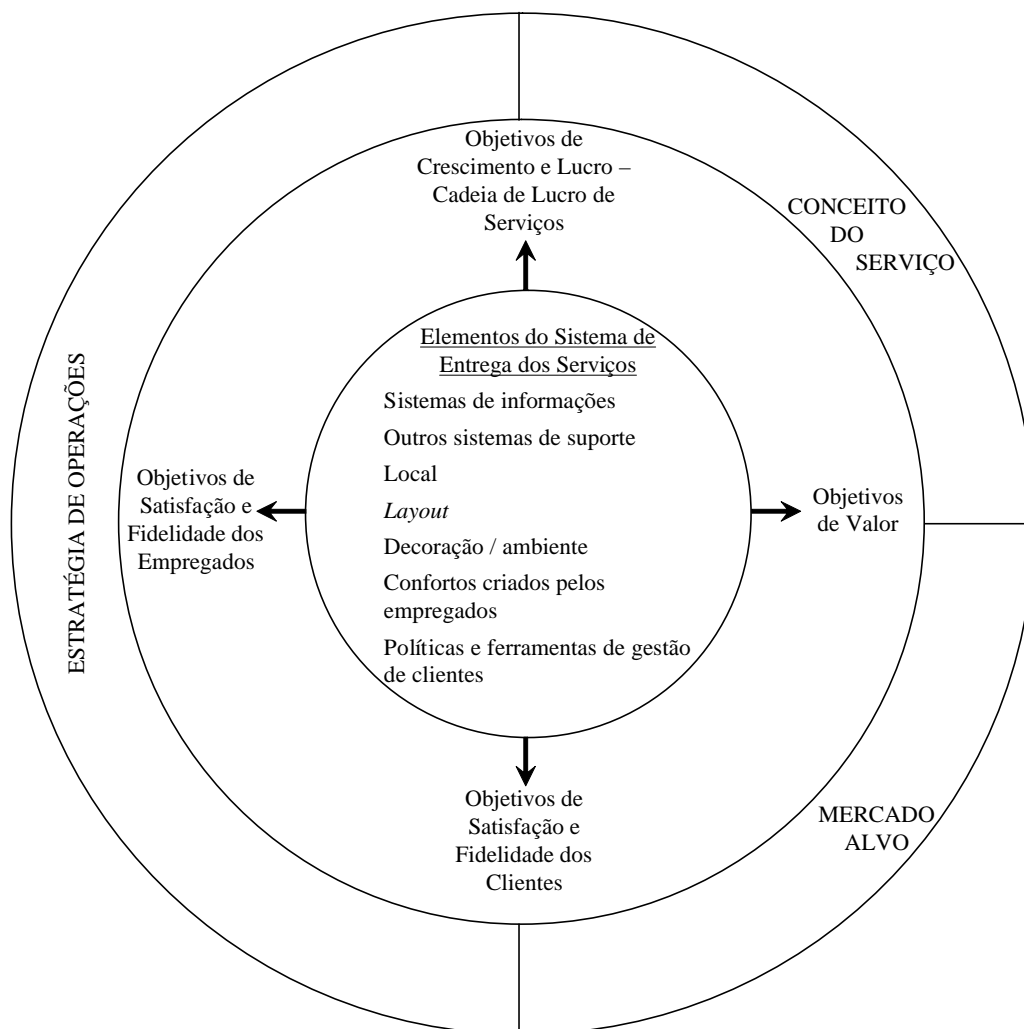 Objetivos de
Crescimento e Lucro –
Cadeia de Lucro de
Serviços
CONCEITO
DO
SERVIÇO
ESTRATÉGIA DE OPERAÇÕES
Elementos do Sistema de
Entrega dos Serviços
Sistemas de informações
Outros sistemas de suporte
Local
Layout
Decoração / ambiente
Confortos criados pelos
empregados
Políticas e ferramentas de gestão
de clientes
Objetivos de
Satisfação e
Fidelidade dos
Empregados
Objetivos
de Valor
Objetivos de
Satisfação e
Fidelidade dos
Clientes
MERCADO
ALVO